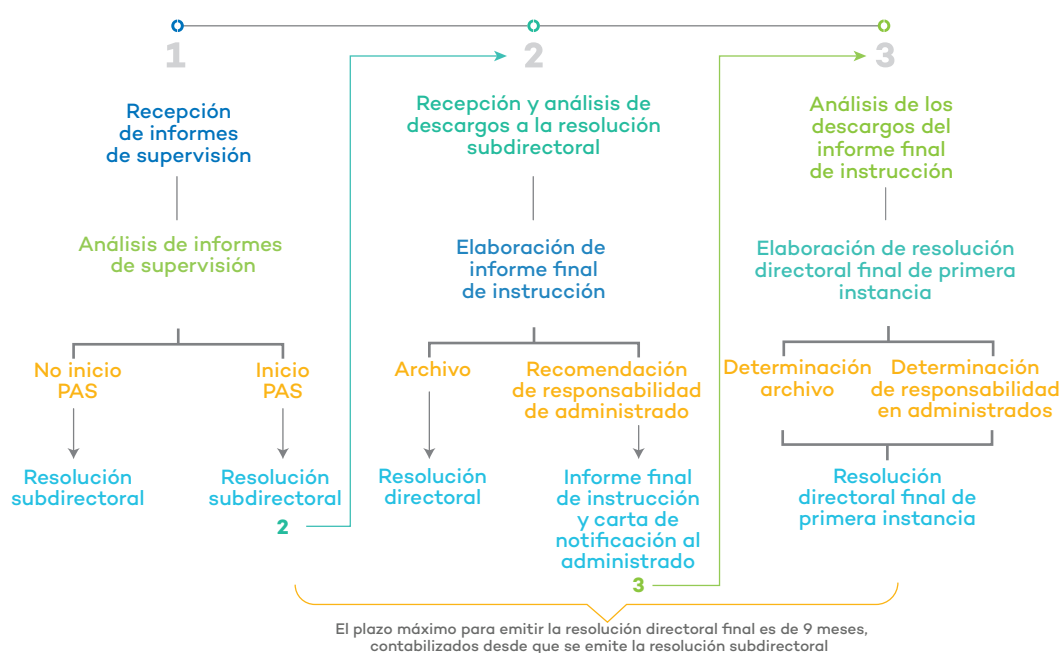 1
Recepción
de informes
de supervisión
Análisis de informes
de supervisión
No inicio
PAS
Inicio
PAS
Resolución
subdirectoral
Resolución
subdirectoral
2
2
Recepción y análisis de
descargos a la resolución
subdirectoral
Elaboración de
informe final
de instrucción
Archivo
Recomendación
de responsabilidad
de administrado
Resolución
directoral
Informe final
de instrucción
y carta de
notificación al
administrado
3
3
Análisis de los
descargos del
informe final
de instrucción
Elaboración de resolución
directoral final de primera
instancia
Determinación
archivo
Determinación
de responsabilidad
en administrados
Resolución
directoral final de
primera instancia
El plazo máximo para emitir la resolución directoral final es de 9 meses,
contabilizados desde que se emite la resolución subdirectoral